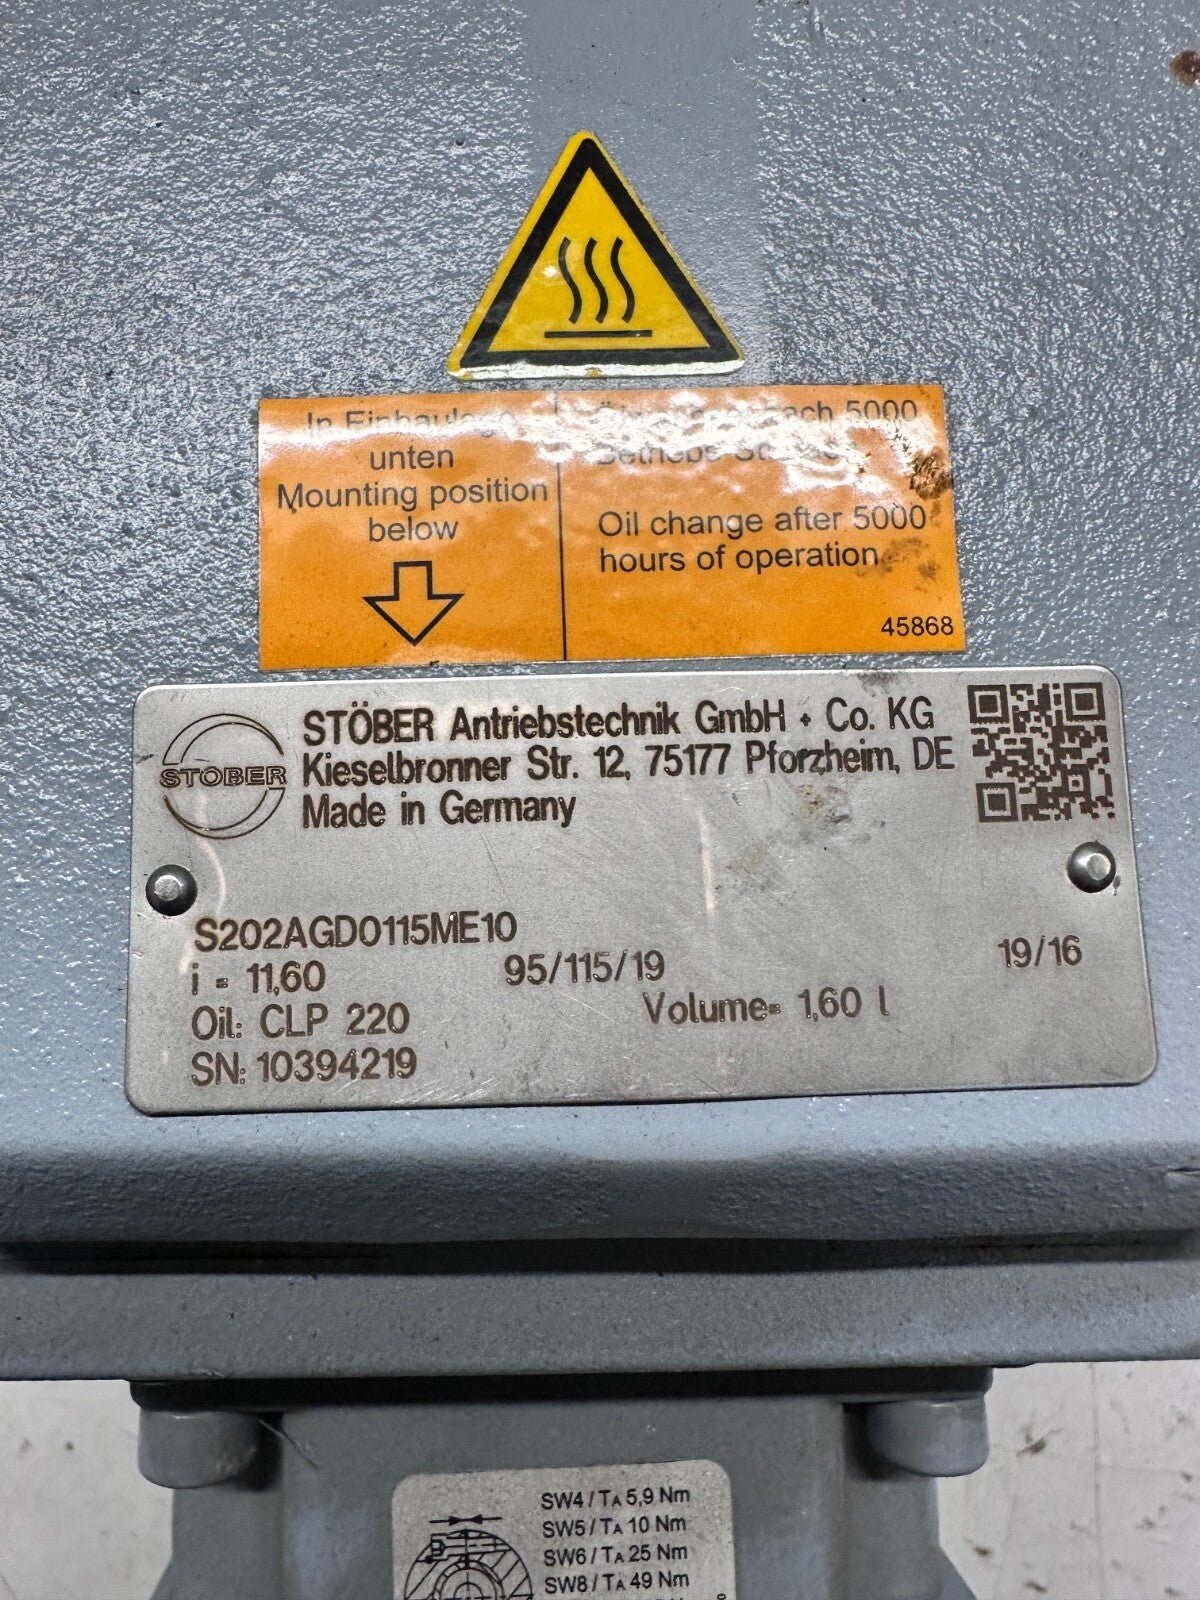 In Einbaulage
unten
Mounting position
below
nach 5000
Oil change after 5000
hours of operation
45868
STÖBER
STÖBER Antriebstechnik GmbH + Co. KG
Kieselbronner Str. 12, 75177 Pforzheim, DE
Made in Germany
S202AGD0115ME10
i = 11,60 95/115/19 19/16
Oil: CLP 220 Volume= 1,60 l
SN: 10394219
SW4 / TA 5,9 Nm
SW5 / TA 10 Nm
SW6 / TA 25 Nm
SW8 / TA 49 Nm